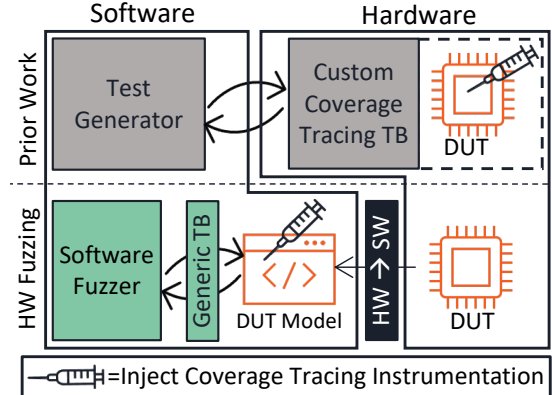 Software
Hardware
Prior Work
Test
Generator
Custom
Coverage
Tracing TB
DUT
HW Fuzzing
Software
Fuzzer
Generic TB
</>
DUT Model
HW → SW
DUT
=Inject Coverage Tracing Instrumentation